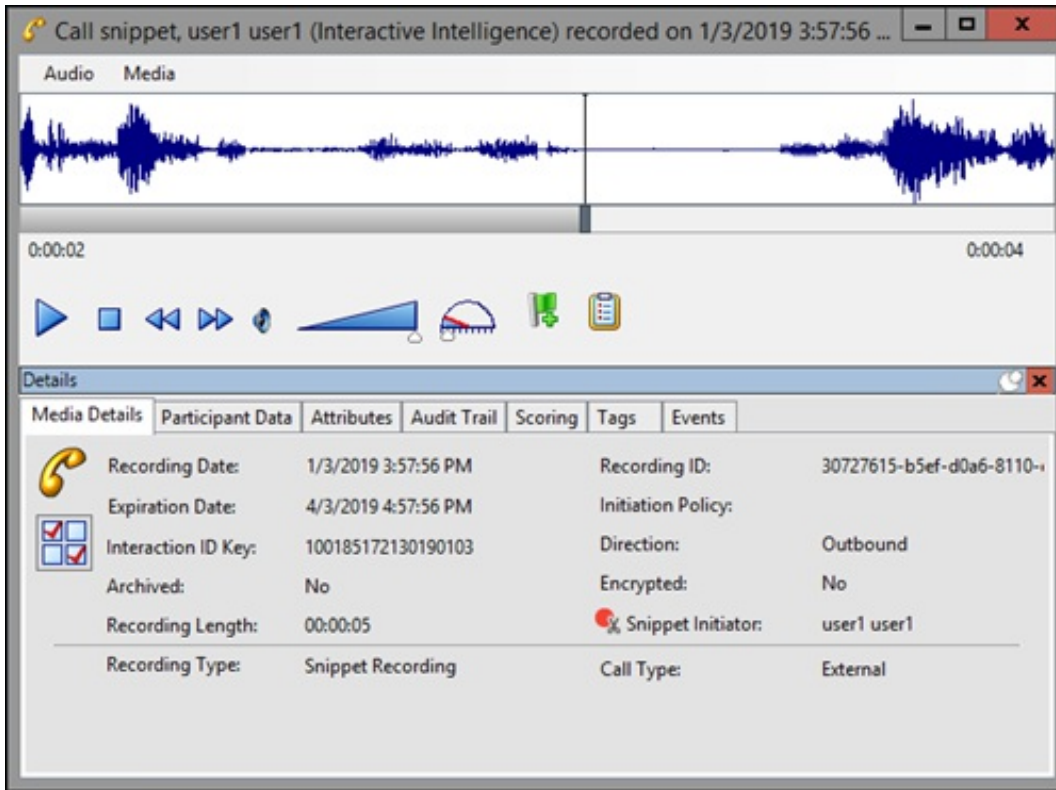 Call snippet, user1 user1 (Interactive Intelligence) recorded on 1/3/2019 3:57:56 ...
Audio Media
0:00:02 0:00:04
Details
Media Details Participant Data Attributes Audit Trail Scoring Tags Events
Recording Date: 1/3/2019 3:57:56 PM Recording ID: 30727615-b5ef-d0a6-8110-
Expiration Date: 4/3/2019 4:57:56 PM Initiation Policy:
Interaction ID Key: 100185172130190103 Direction: Outbound
Archived: No Encrypted: No
Recording Length: 00:00:05 Snippet Initiator: user1 user1
Recording Type: Snippet Recording Call Type: External